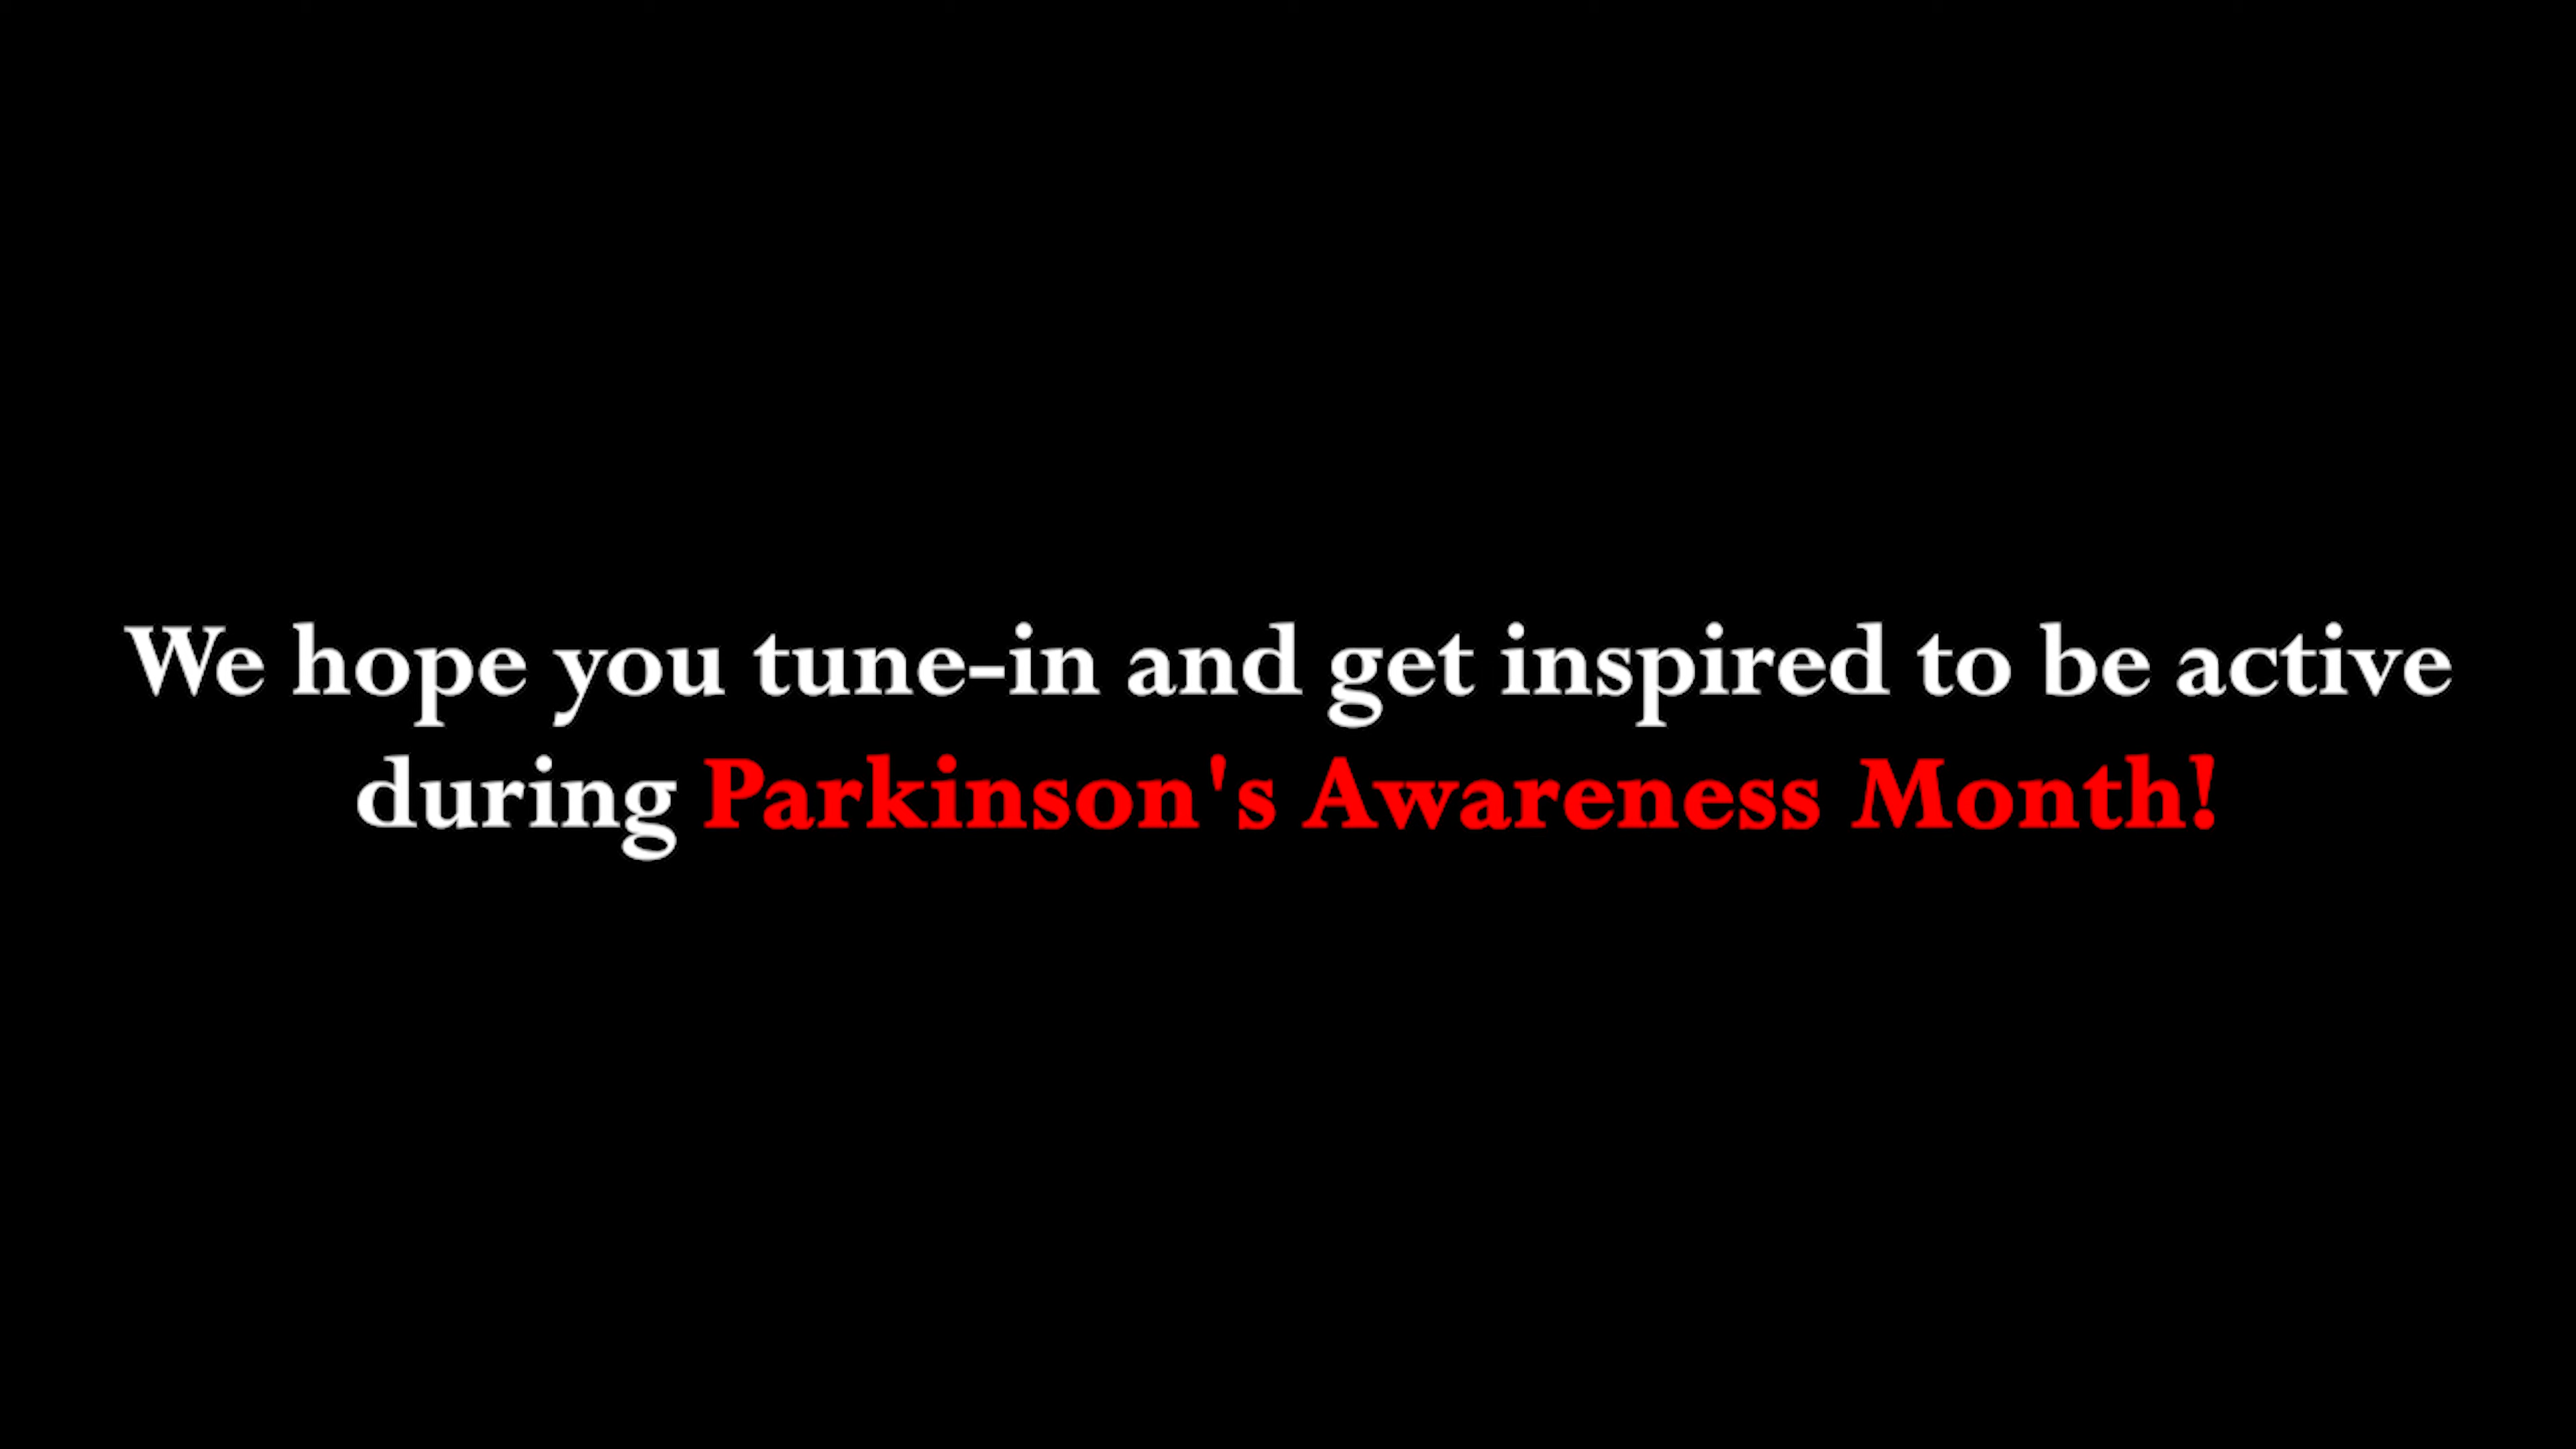 We hope you tune-in and get inspired to be active
during Parkinson's Awareness Month!